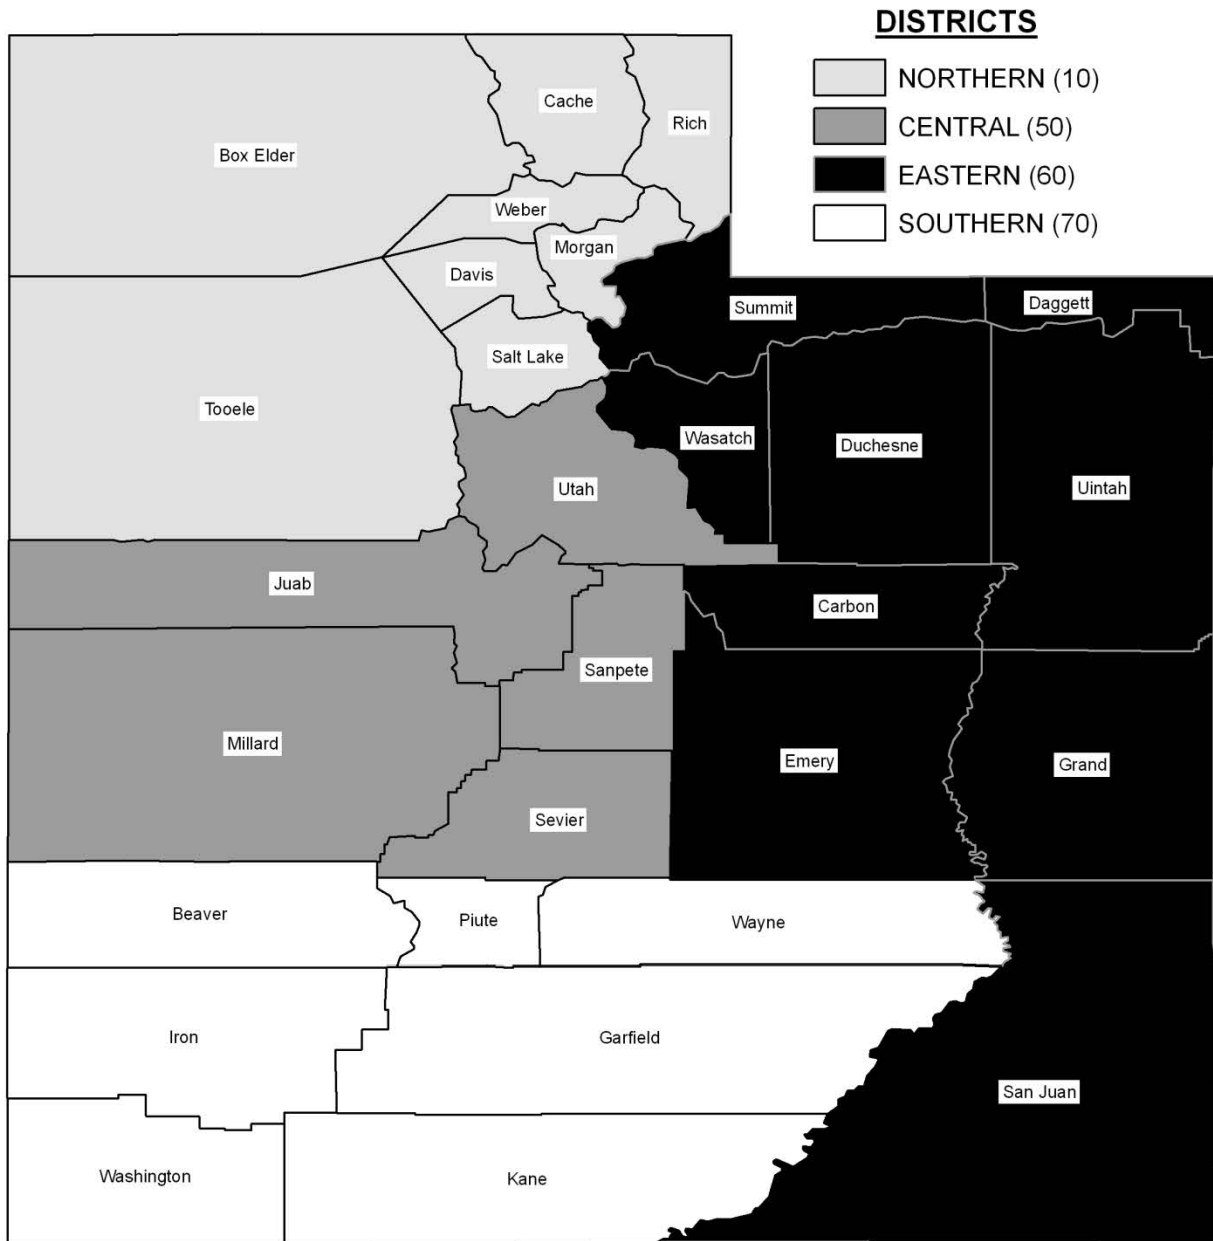 DISTRICTS
NORTHERN (10)
CENTRAL (50)
EASTERN (60)
SOUTHERN (70)
Cache
Rich
Box Elder
Weber
Morgan
Davis
Summit
Daggett
Salt Lake
Tooele
Wasatch
Duchesne
Utah
Uintah
Juab
Carbon
Sanpete
Millard
Emery
Grand
Sevier
Beaver
Piute
Wayne
Iron
Garfield
San Juan
Washington
Kane